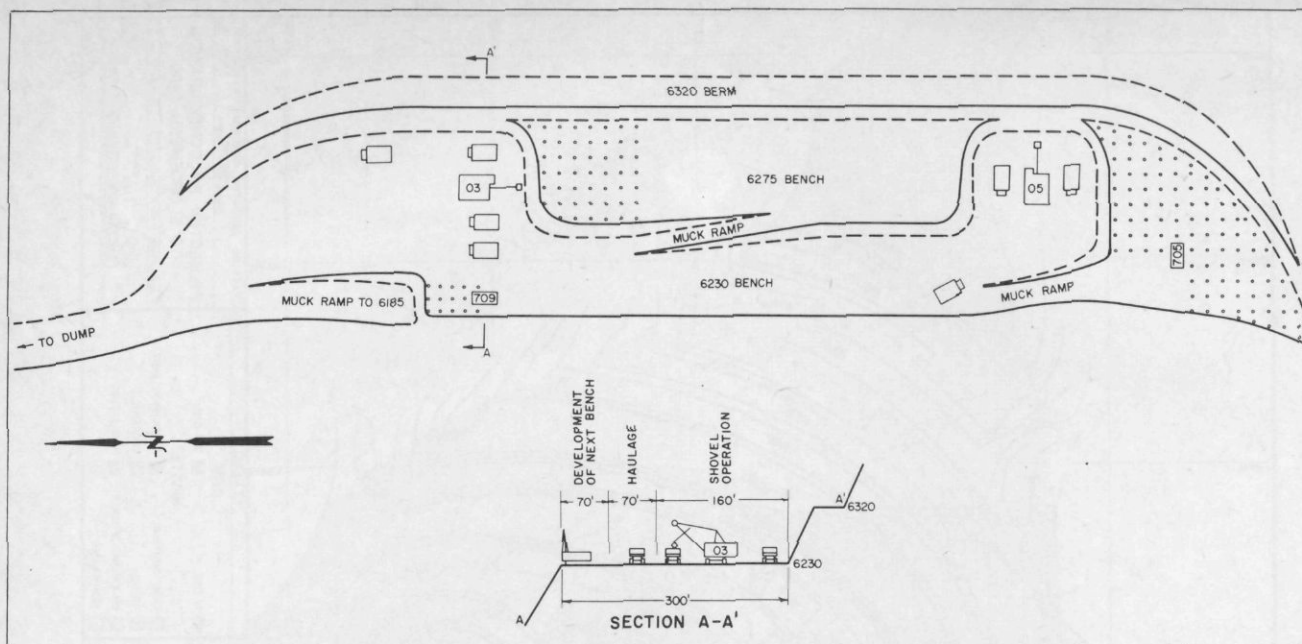 A'
6320 BERM
03
6275 BENCH
05
MUCK RAMP
705
6230 BENCH
709
MUCK RAMP
MUCK RAMP TO 6185
← TO DUMP
A
N
DEVELOPMENT
OF NEXT BENCH
HAULAGE
SHOVEL
OPERATION
70'
70'
160'
A'
6320
03
6230
300'
A
SECTION A-A'